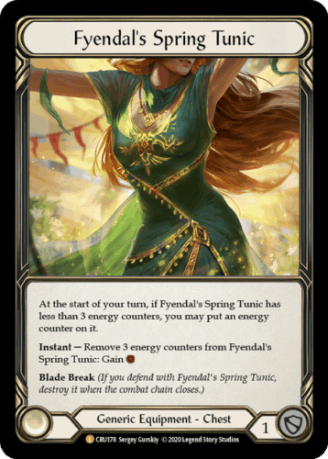 Fyendal's Spring Tunic
At the start of your turn, if Fyendal's Spring Tunic has
less than 3 energy counters, you may put an energy
counter on it.
Instant — Remove 3 energy counters from Fyendal's
Spring Tunic: Gain
Blade Break (If you defend with Fyendal's Spring Tunic,
destroy it when the combat chain closes.)
Generic Equipment - Chest
1
L CRU178 Sergey Gurskiy © 2020 Legend Story Studios